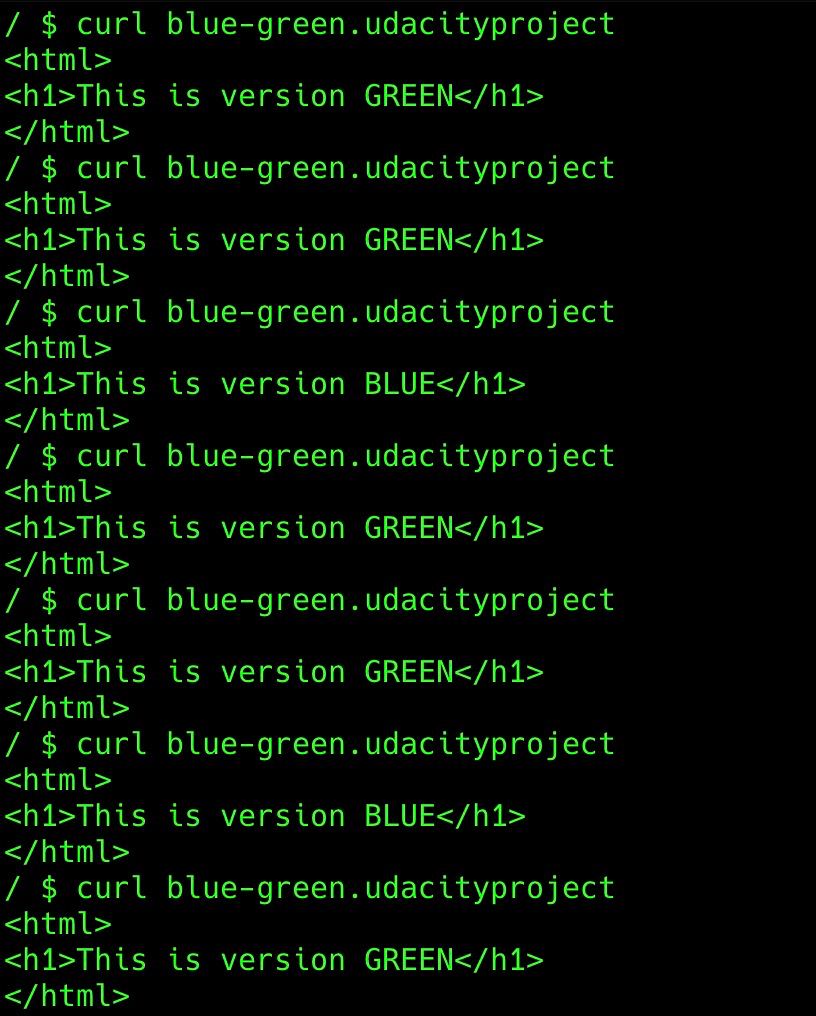 / $ curl blue-green.udacityproject
<html>
<h1>This is version GREEN</h1>
</html>
/ $ curl blue-green.udacityproject
<html>
<h1>This is version GREEN</h1>
</html>
/ $ curl blue-green.udacityproject
<html>
<h1>This is version BLUE</h1>
</html>
/ $ curl blue-green.udacityproject
<html>
<h1>This is version GREEN</h1>
</html>
/ $ curl blue-green.udacityproject
<html>
<h1>This is version GREEN</h1>
</html>
/ $ curl blue-green.udacityproject
<html>
<h1>This is version BLUE</h1>
</html>
/ $ curl blue-green.udacityproject
<html>
<h1>This is version GREEN</h1>
</html>